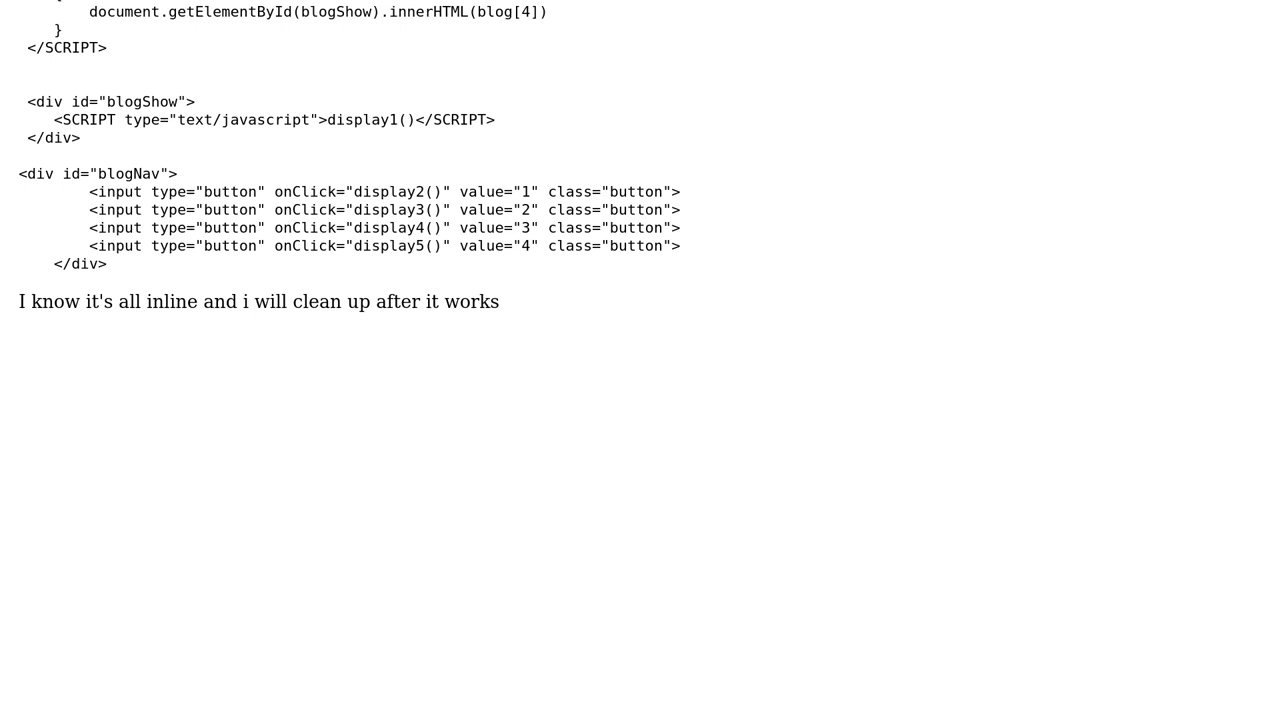 document.getElementById(blogShow).innerHTML(blog[4])
}
</SCRIPT>
<div id="blogShow">
<SCRIPT type="text/javascript">display1()</SCRIPT>
</div>
<div id="blogNav">
<input type="button" onClick="display2()" value="1" class="button">
<input type="button" onClick="display3()" value="2" class="button">
<input type="button" onClick="display4()" value="3" class="button">
<input type="button" onClick="display5()" value="4" class="button">
</div>
I know it's all inline and i will clean up after it works